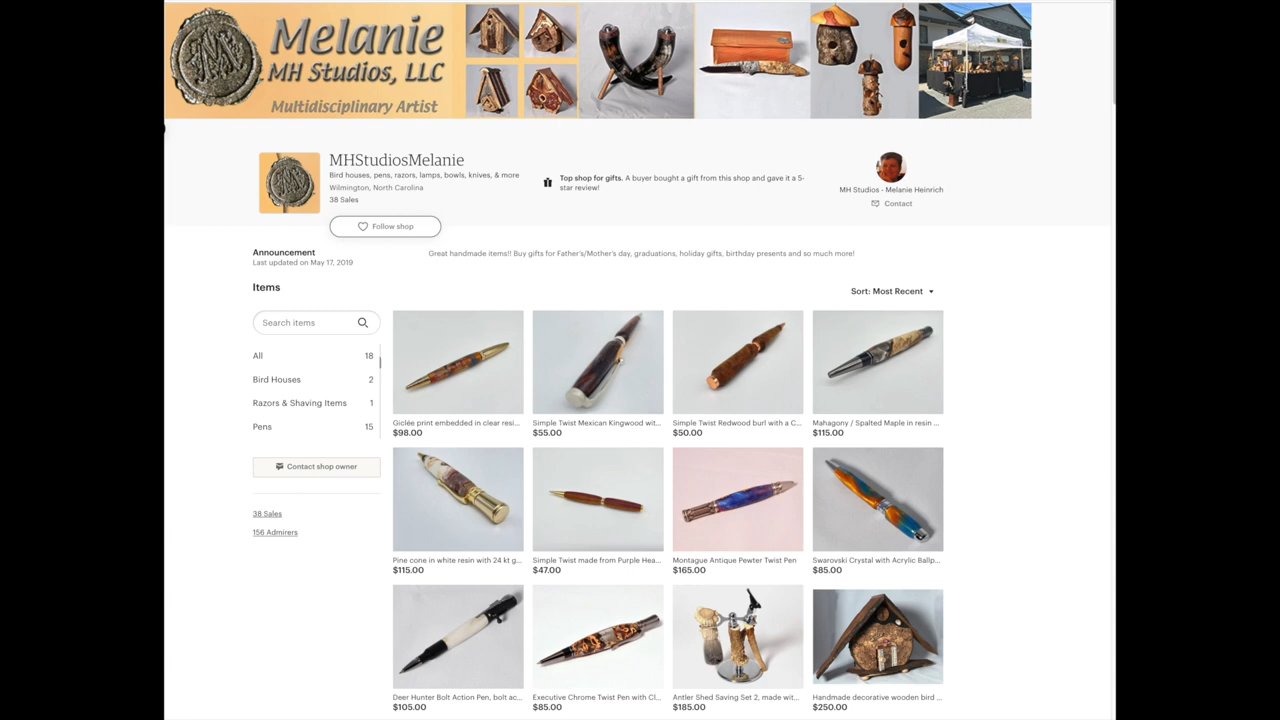 Melanie
MH Studios, LLC
Multidisciplinary Artist
MHStudiosMelanie
Bird houses, pens, razors, lamps, bowls, knives, & more
Wilmington, North Carolina
38 Sales
Follow shop
Top shop for gifts. A buyer bought a gift from this shop and gave it a 5-
star review!
MH Studios - Melanie Heinrich
Contact
Announcement
Last updated on May 17, 2019
Great handmade items!! Buy gifts for Father's/Mother's day, graduations, holiday gifts, birthday presents and so much more!
Items
Sort: Most Recent
Search items
All 18
Bird Houses 2
Razors & Shaving Items 1
Pens 15
Contact shop owner
38 Sales
156 Admirers
Giclée print embedded in clear resi...
$98.00
Simple Twist Mexican Kingwood wit...
$55.00
Simple Twist Redwood burl with a C...
$50.00
Mahagony / Spalted Maple in resin ...
$115.00
Pine cone in white resin with 24 kt g...
$115.00
Simple Twist made from Purple Hea...
$47.00
Montague Antique Pewter Twist Pen
$165.00
Swarovski Crystal with Acrylic Ballp...
$85.00
Deer Hunter Bolt Action Pen, bolt ac...
$105.00
Executive Chrome Twist Pen with Cl...
$85.00
Antler Shed Saving Set 2, made wit...
$185.00
Handmade decorative wooden bird ...
$250.00